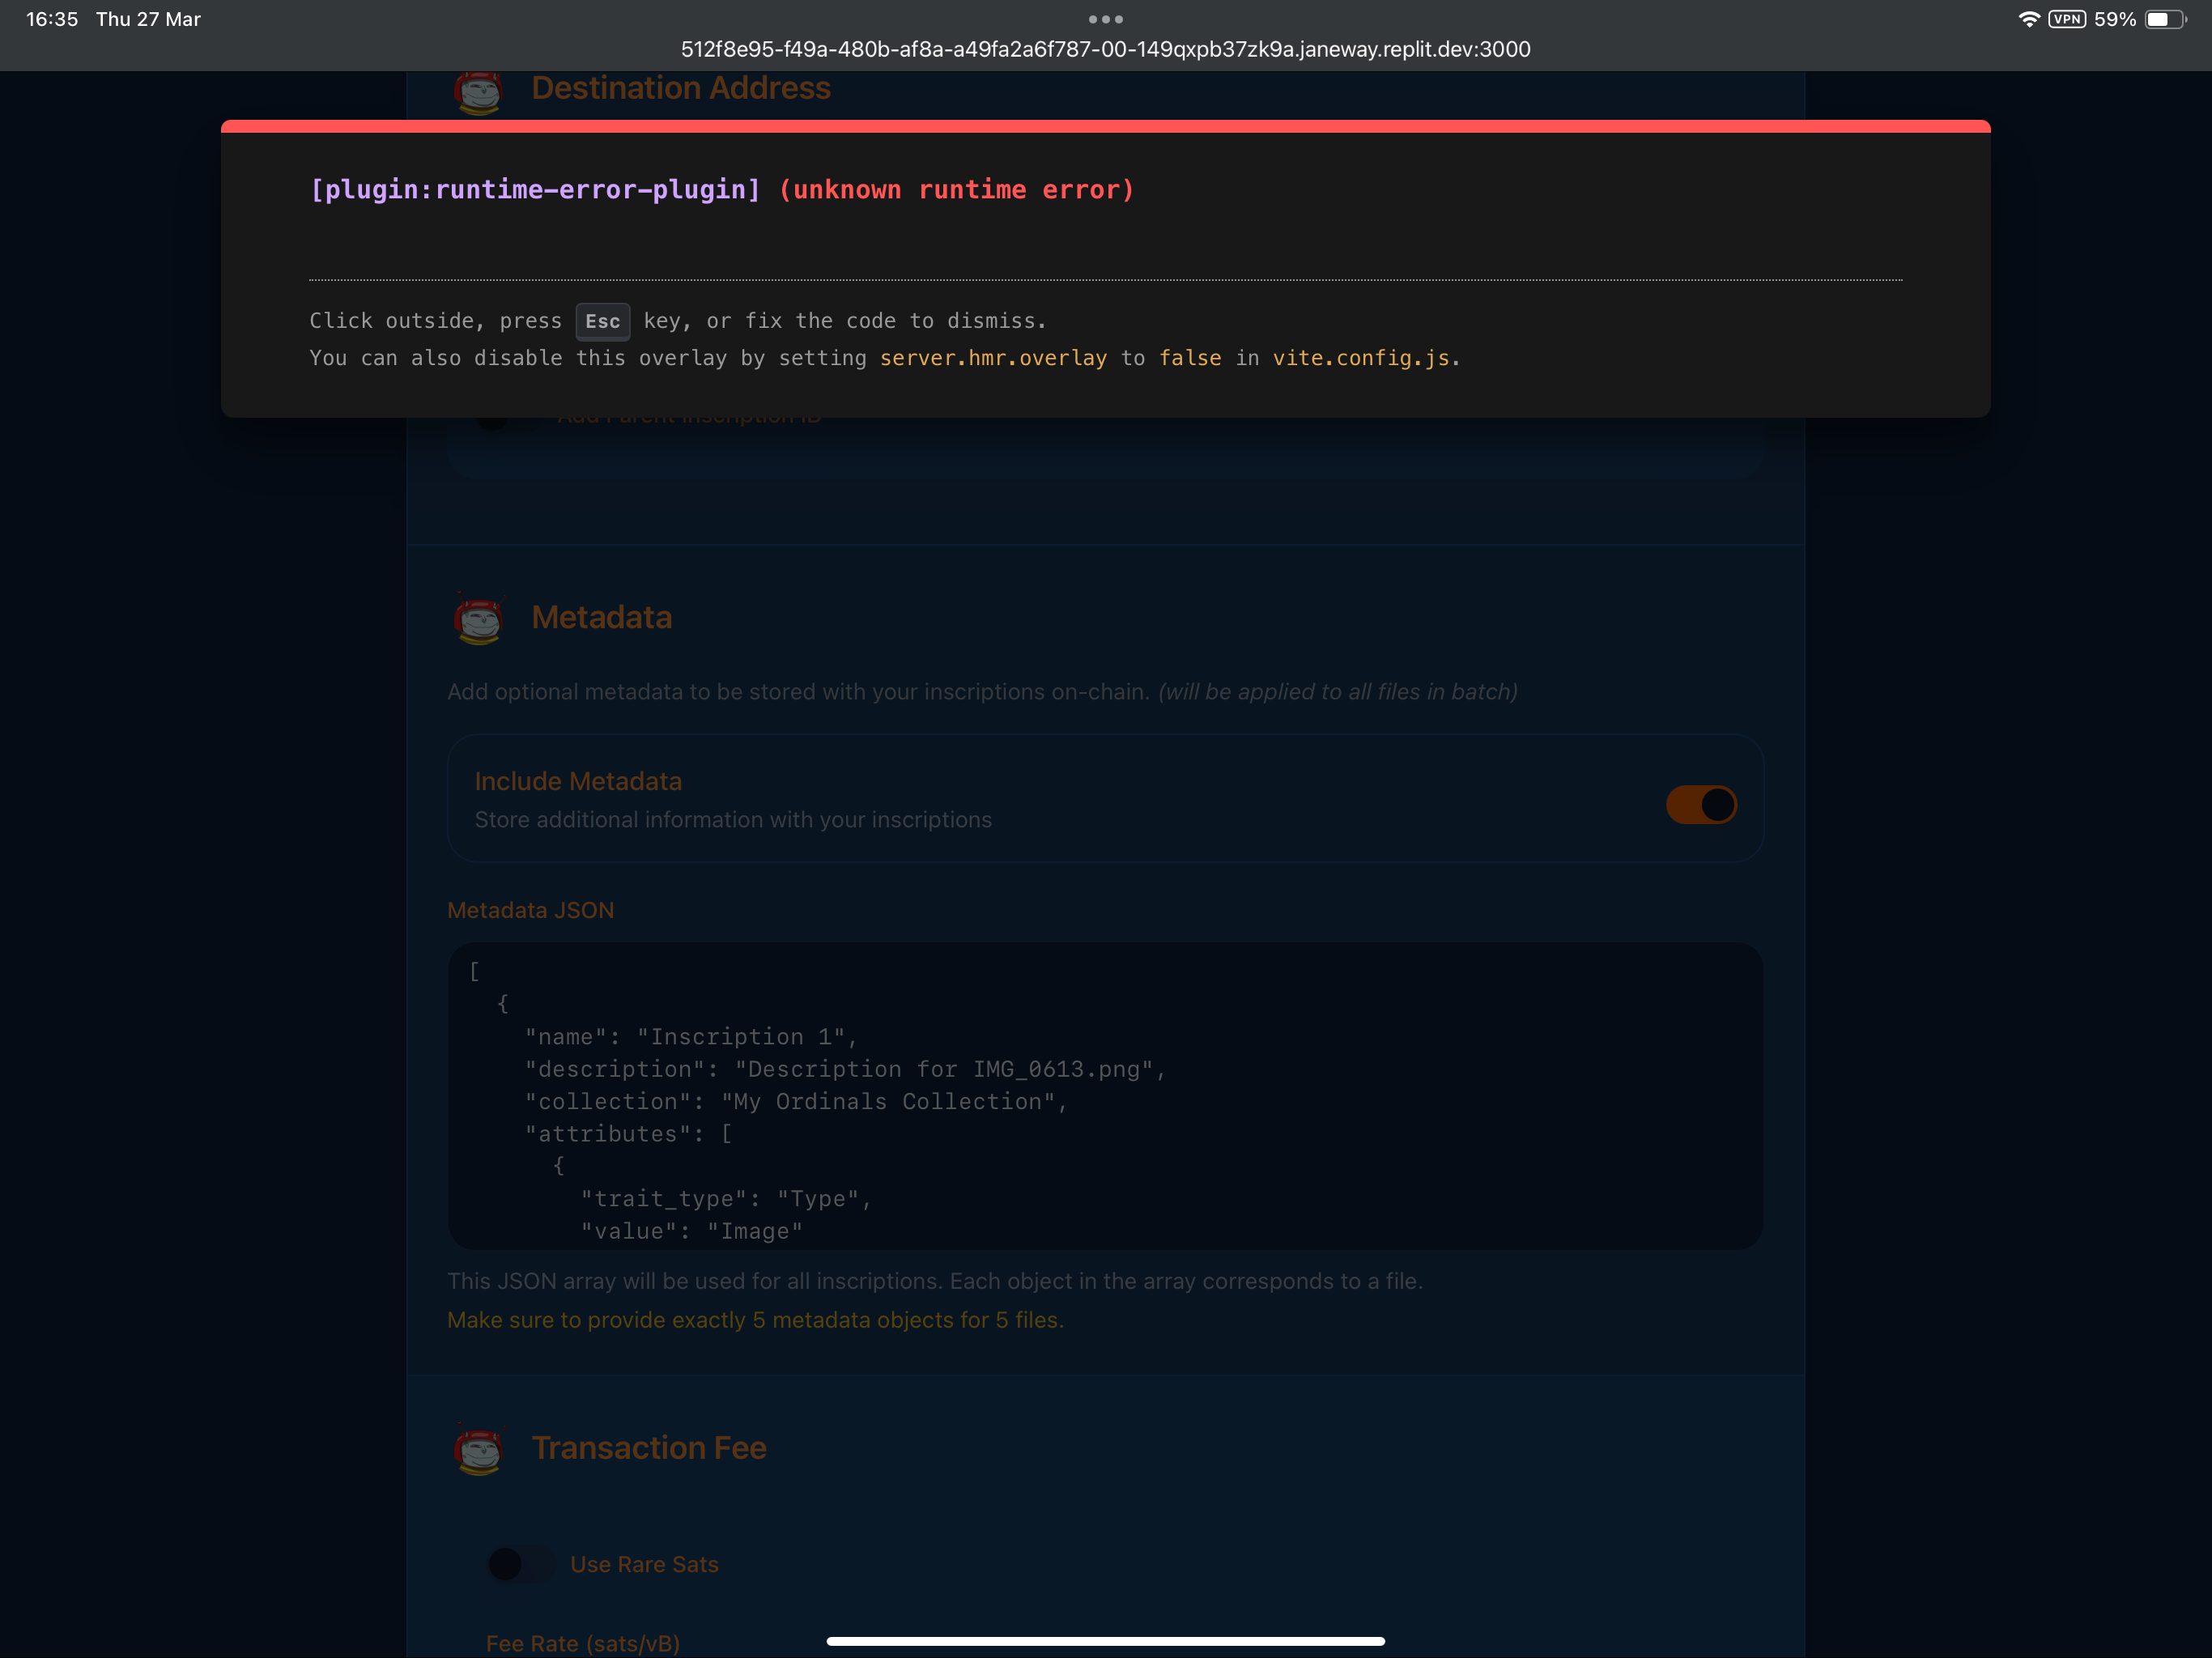 16:35 Thu 27 Mar
VPN 59%
512f8e95-f49a-480b-af8a-a49fa2a6f787-00-149qxpb37zk9a.janeway.replit.dev:3000
Destination Address
[plugin:runtime-error-plugin] (unknown runtime error)
Click outside, press Esc key, or fix the code to dismiss.
You can also disable this overlay by setting server.hmr.overlay to false in vite.config.js.
Add Parent Inscription ID
Metadata
Add optional metadata to be stored with your inscriptions on-chain. (will be applied to all files in batch)
Include Metadata
Store additional information with your inscriptions
Metadata JSON
[
{
"name": "Inscription 1",
"description": "Description for IMG_0613.png",
"collection": "My Ordinals Collection",
"attributes": [
{
"trait_type": "Type",
"value": "Image"
This JSON array will be used for all inscriptions. Each object in the array corresponds to a file.
Make sure to provide exactly 5 metadata objects for 5 files.
Transaction Fee
Use Rare Sats
Fee Rate (sats/vB)